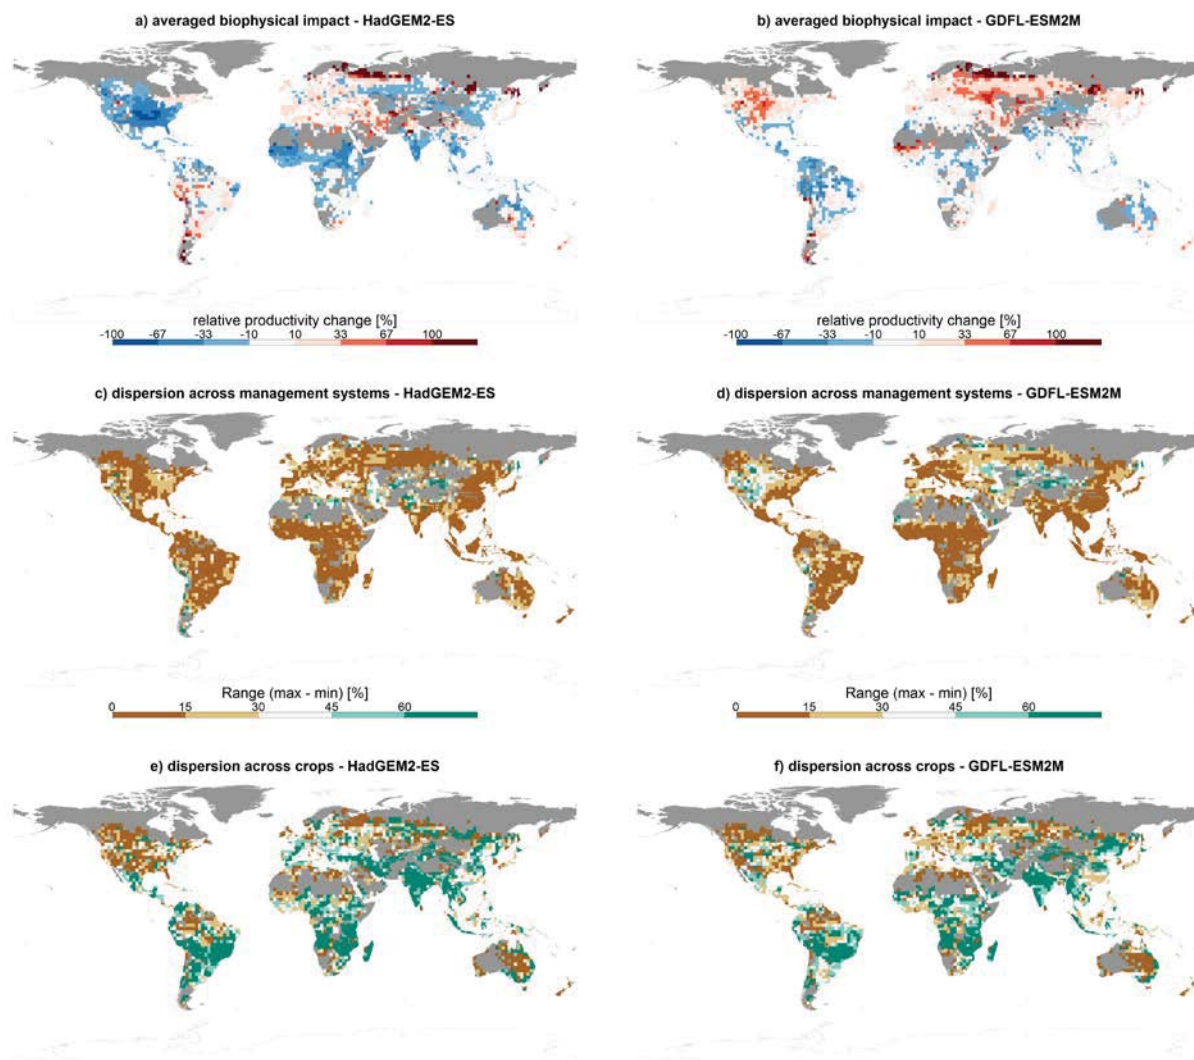 a) averaged biophysical impact - HadGEM2-ES
b) averaged biophysical impact - GDFL-ESM2M
relative productivity change [%]
-100 -67 -33 -10 10 33 67 100
relative productivity change [%]
-100 -67 -33 -10 10 33 67 100
c) dispersion across management systems - HadGEM2-ES
d) dispersion across management systems - GDFL-ESM2M
Range (max - min) [%]
0 15 30 45 60
Range (max - min) [%]
0 15 30 45 60
e) dispersion across crops - HadGEM2-ES
f) dispersion across crops - GDFL-ESM2M